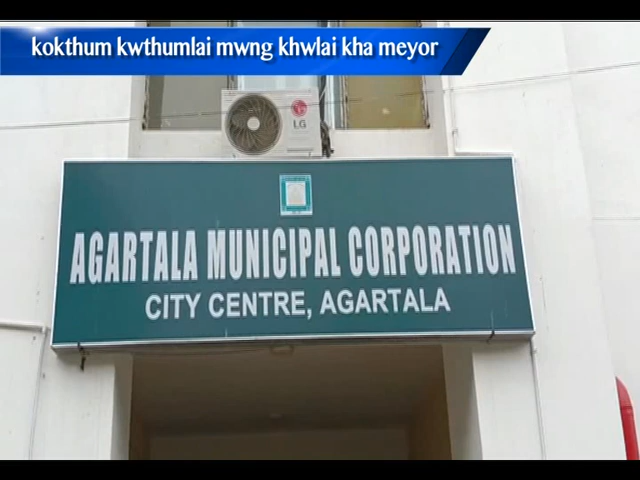 kokthum kwthumlai mwng khwlai kha meyor
LG
AGARTALA MUNICIPAL CORPORATION
CITY CENTRE, AGARTALA